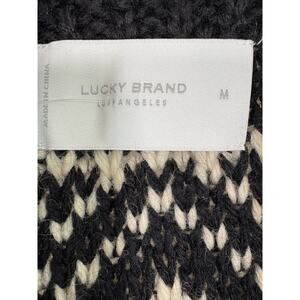 LUCKY BRAND
LOS ANGELES
M
MADE IN CHINA